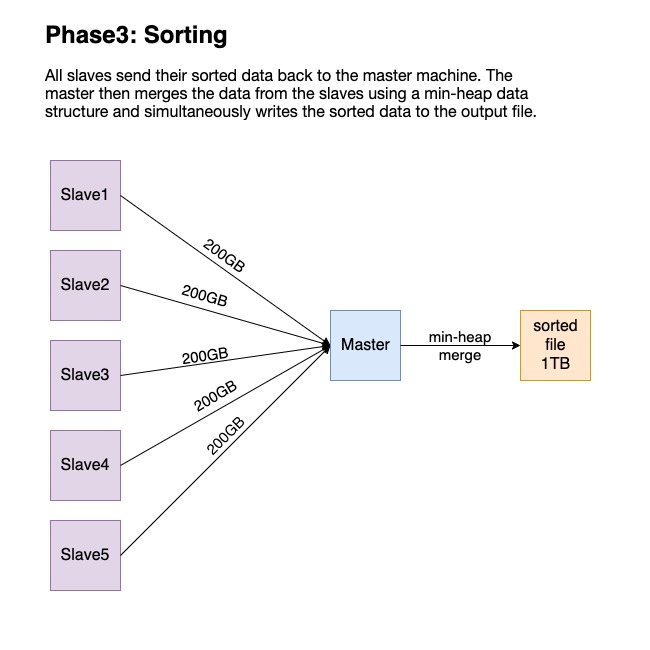 Phase3: Sorting
All slaves send their sorted data back to the master machine. The
master then merges the data from the slaves using a min-heap data
structure and simultaneously writes the sorted data to the output file.
Slave1
200GB
Slave2
200GB
Slave3
200GB
Slave4
200GB
Slave5
200GB
Master
min-heap
merge
sorted
file
1TB